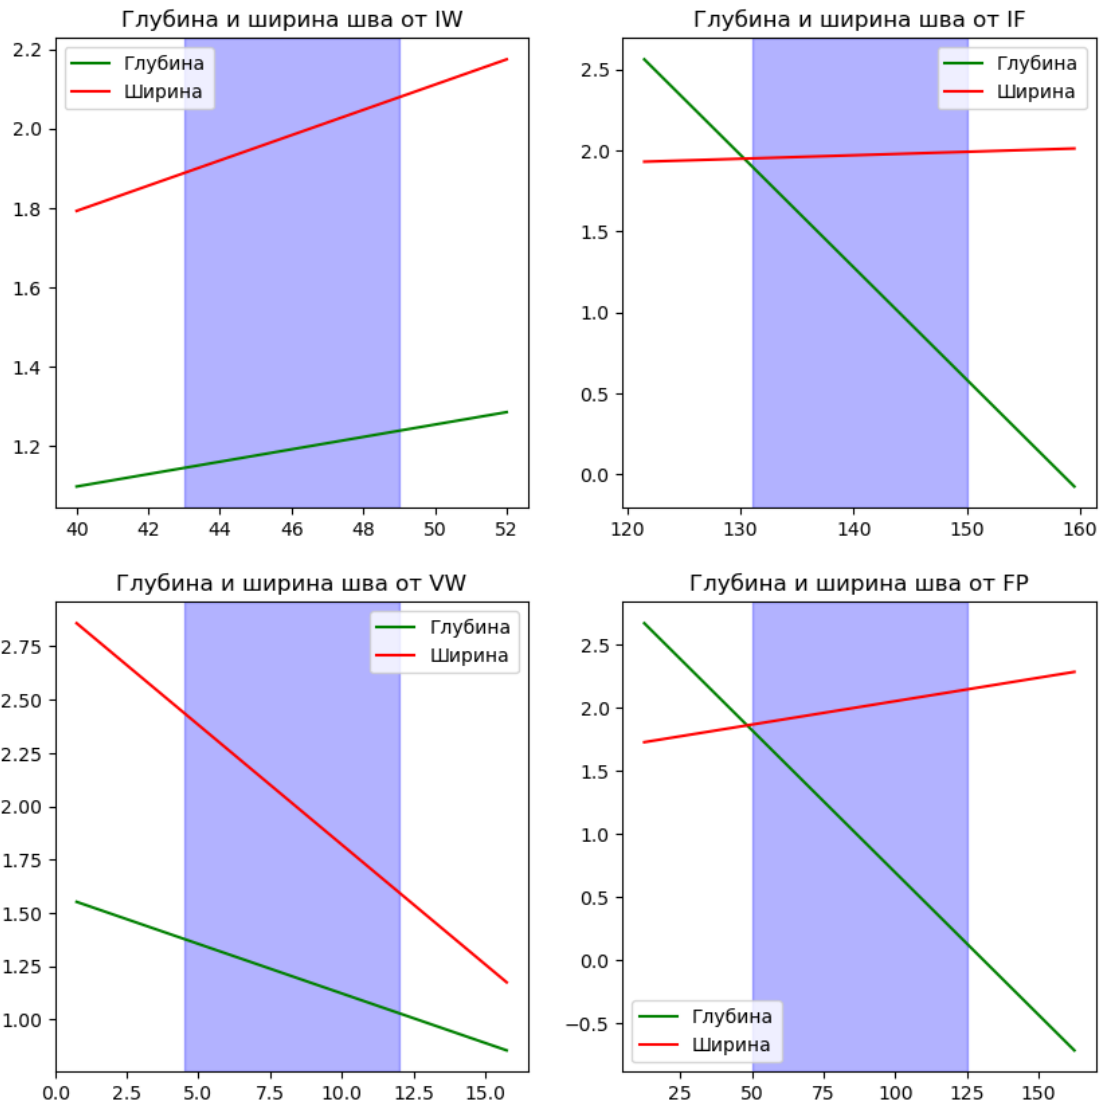 Глубина и ширина шва от IW
2.2
2.0
1.8
1.6
1.4
1.2
Глубина
Ширина
40 42 44 46 48 50 52
Глубина и ширина шва от IF
2.5
2.0
1.5
1.0
0.5
0.0
Глубина
Ширина
120 130 140 150 160
Глубина и ширина шва от VW
2.75
2.50
2.25
2.00
1.75
1.50
1.25
1.00
Глубина
Ширина
0.0 2.5 5.0 7.5 10.0 12.5 15.0
Глубина и ширина шва от FP
2.5
2.0
1.5
1.0
0.5
0.0
−0.5
Глубина
Ширина
25 50 75 100 125 150